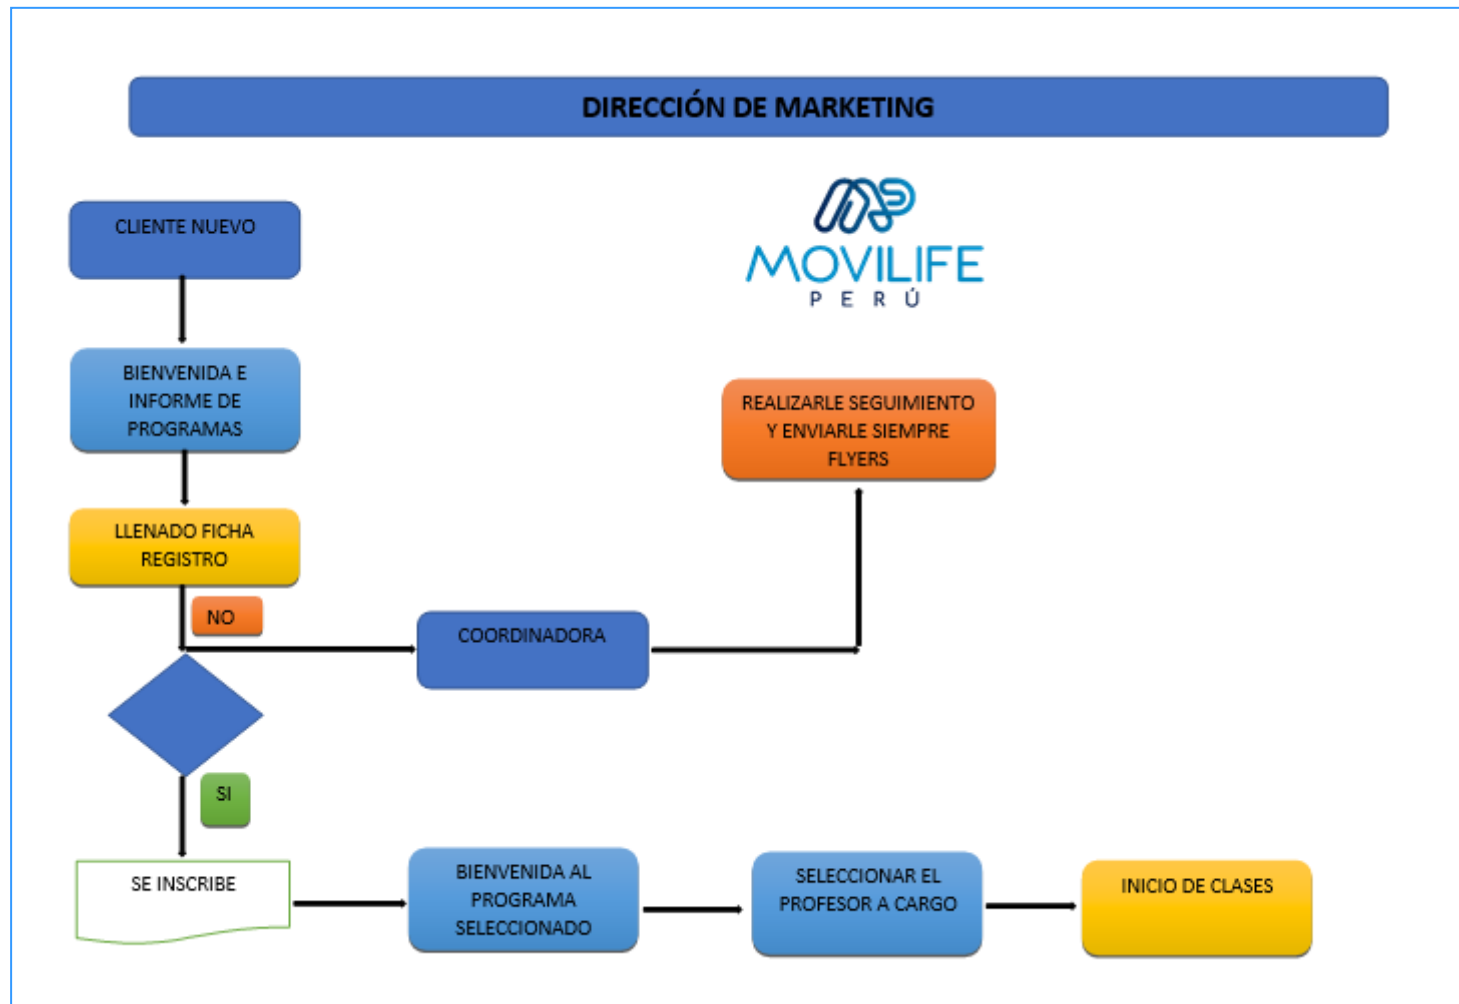 DIRECCIÓN DE MARKETING
MOVILIFE
PERÚ
CLIENTE NUEVO
BIENVENIDA E
INFORME DE
PROGRAMAS
REALIZARLE SEGUIMIENTO
Y ENVIARLE SIEMPRE
FLYERS
LLENADO FICHA
REGISTRO
NO
COORDINADORA
SI
SE INSCRIBE
BIENVENIDA AL
PROGRAMA
SELECCIONADO
SELECCIONAR EL
PROFESOR A CARGO
INICIO DE CLASES